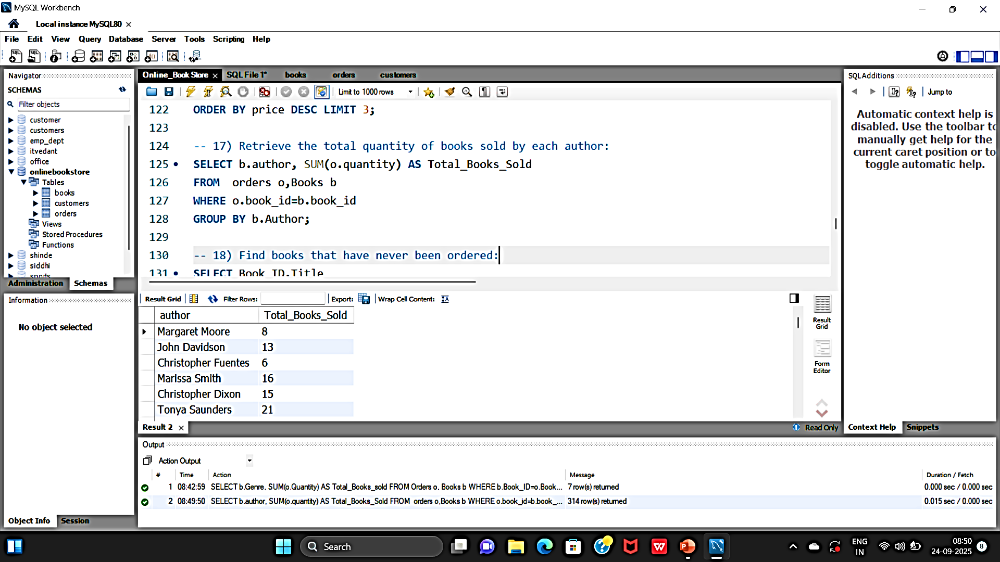 MySQL Workbench
Local instance MySQL80
File Edit View Query Database Server Tools Scripting Help
Navigator
SCHEMAS
Filter objects
customer
customers
emp_dept
itvedant
office
onlinebookstore
Tables
books
customers
orders
Views
Stored Procedures
Functions
shinde
siddhi
sports
Administration Schemas
Information
No object selected
Object Info Session
Online_Book Store SQL File 1* books orders customers
Limit to 1000 rows
122 ORDER BY price DESC LIMIT 3;
123
124 -- 17) Retrieve the total quantity of books sold by each author:
125 SELECT b.author, SUM(o.quantity) AS Total_Books_Sold
126 FROM  orders o,Books b
127 WHERE o.book_id=b.book_id
128 GROUP BY b.Author;
129
130 -- 18) Find books that have never been ordered:
131 SELECT Book_ID,Title
Result Grid Filter Rows: Export: Wrap Cell Content:
author Total_Books_Sold
Margaret Moore 8
John Davidson 13
Christopher Fuentes 6
Marissa Smith 16
Christopher Dixon 15
Tonya Saunders 21
Result Grid
Form Editor
Result 2
Read Only
SQLAdditions
Jump to
Automatic context help is
disabled. Use the toolbar to
manually get help for the
current caret position or to
toggle automatic help.
Context Help Snippets
Output
Action Output
# Time Action Message Duration / Fetch
1 08:42:59 SELECT b.Genre, SUM(o.Quantity) AS Total_Books_sold FROM Orders o, Books b WHERE b.Book_ID=o.Book... 7 row(s) returned 0.000 sec / 0.000 sec
2 08:49:50 SELECT b.author, SUM(o.quantity) AS Total_Books_Sold FROM  orders o,Books b WHERE o.book_id=b.book_... 314 row(s) returned 0.015 sec / 0.000 sec
Search
ENG
IN
08:50
24-09-2025
8